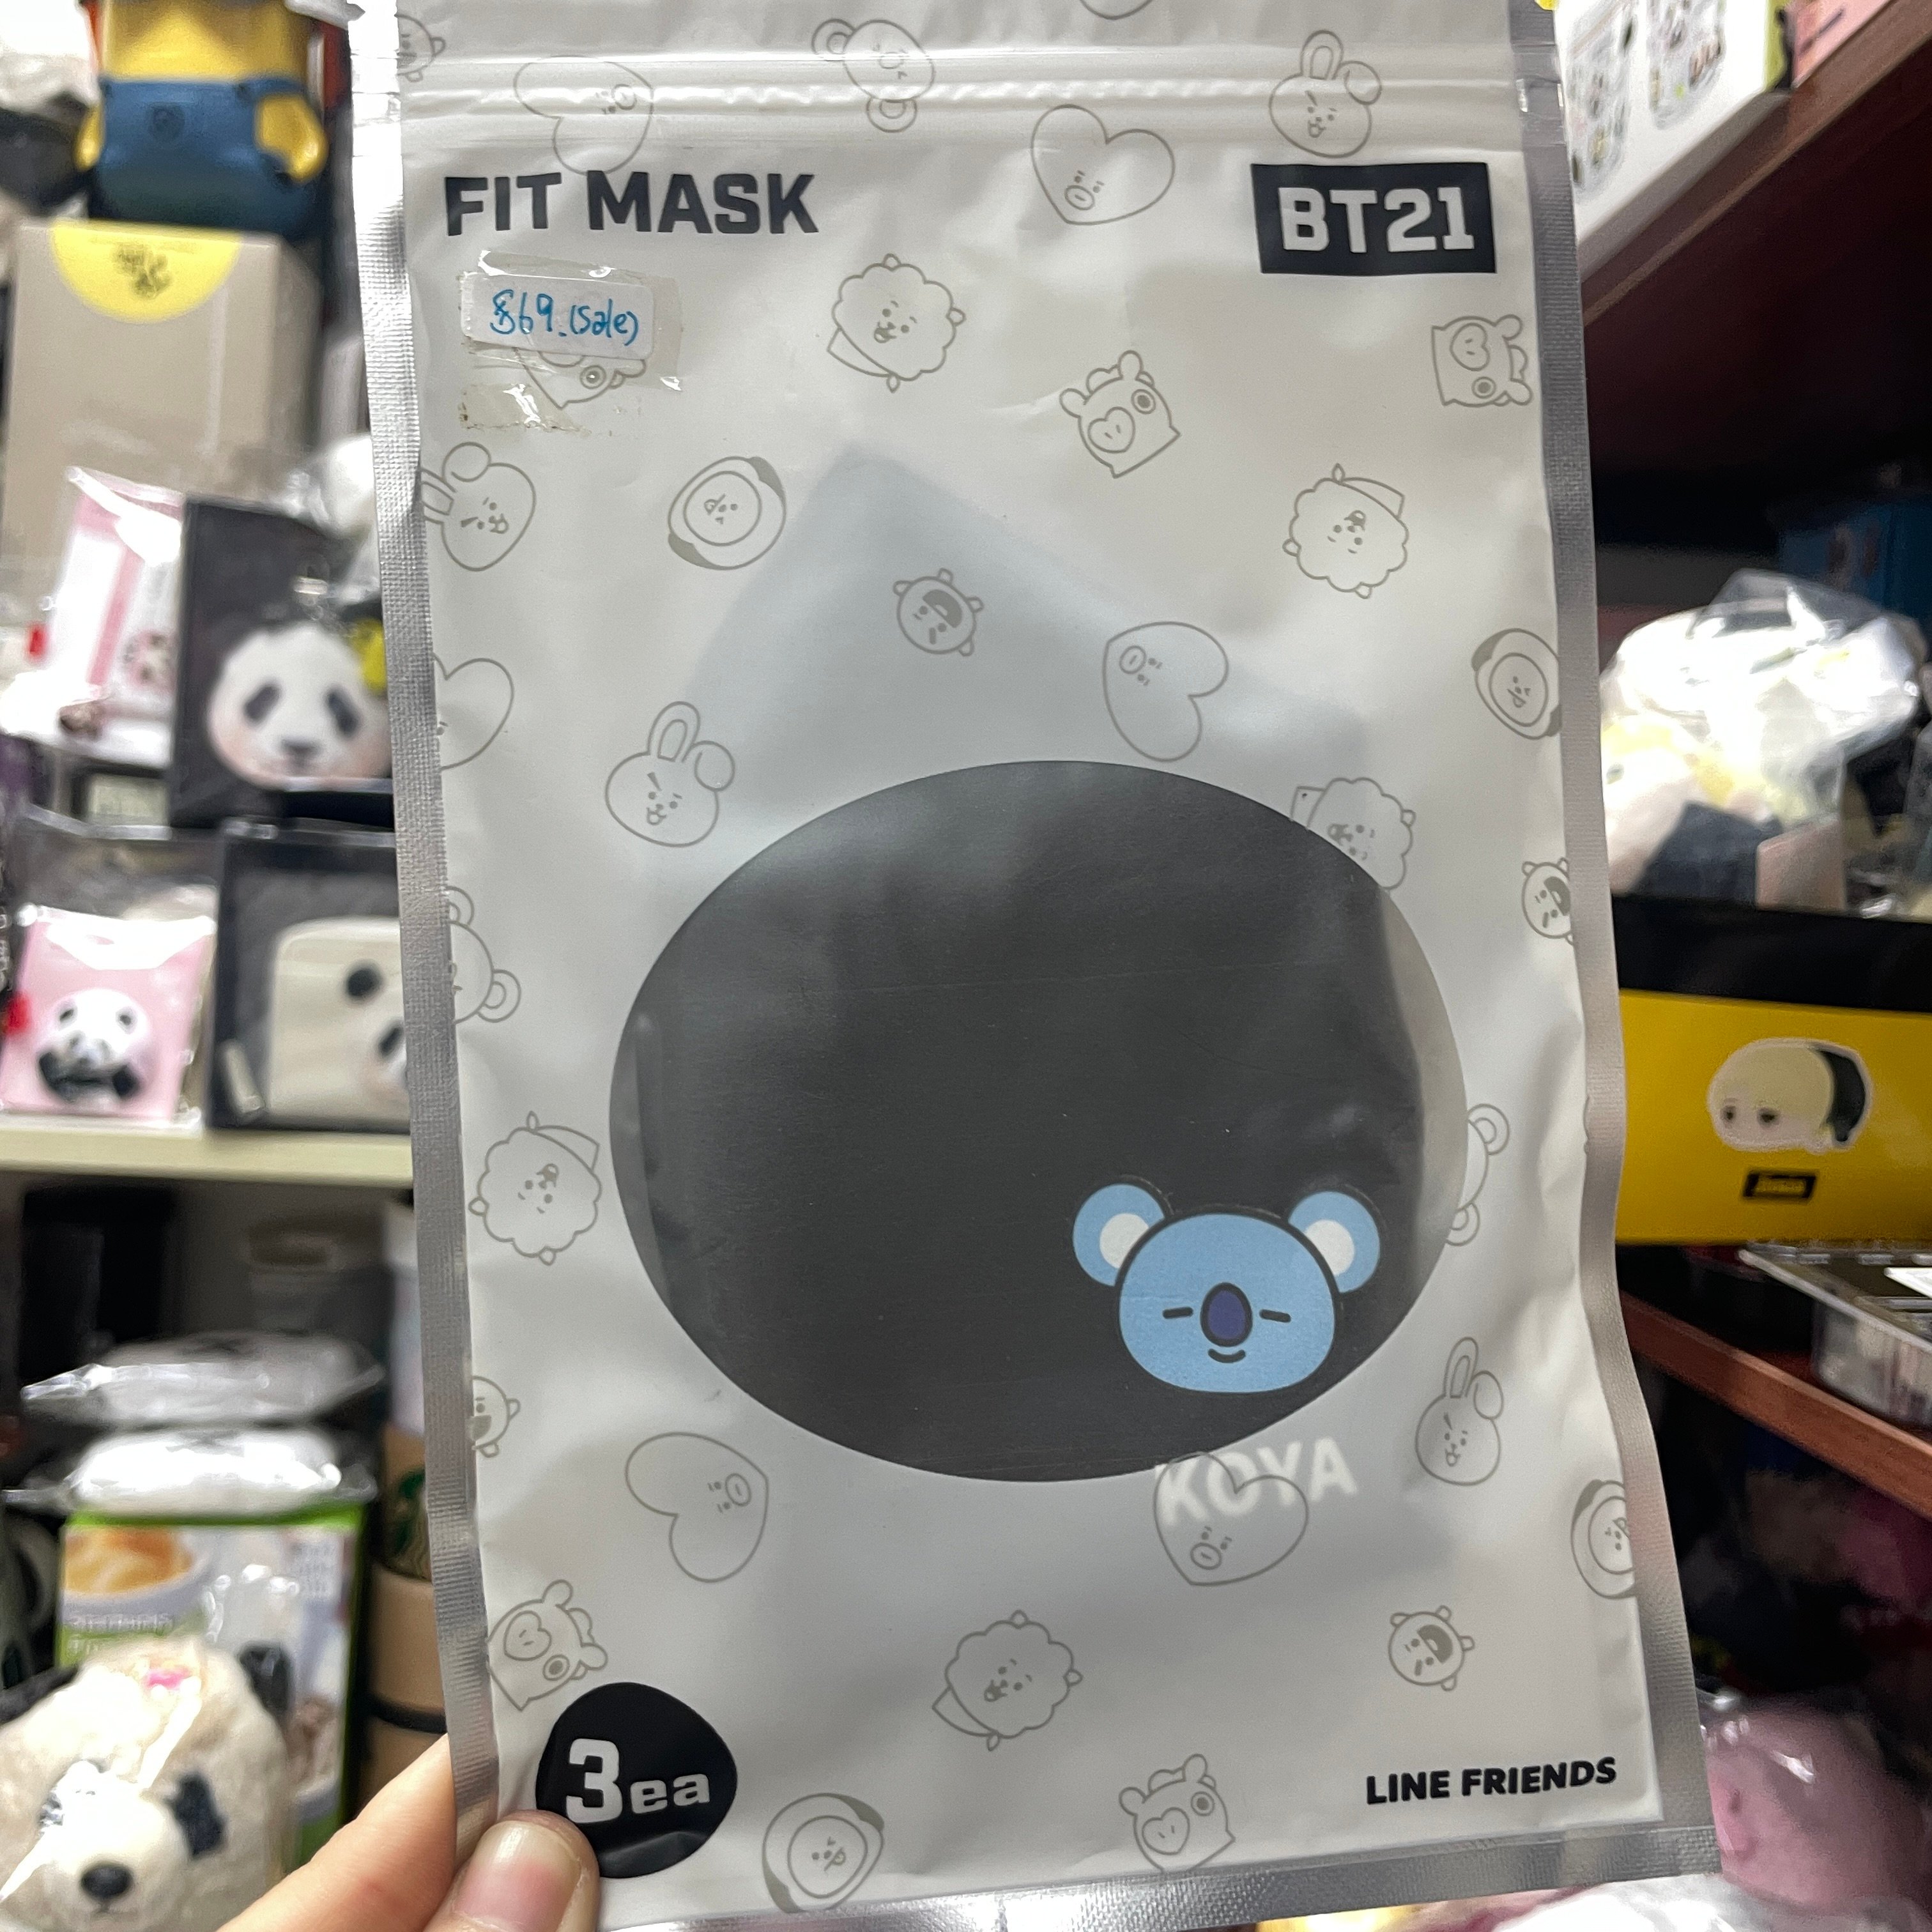 FIT MASK
BT21
$69.(Sale)
KOYA
3ea
LINE FRIENDS